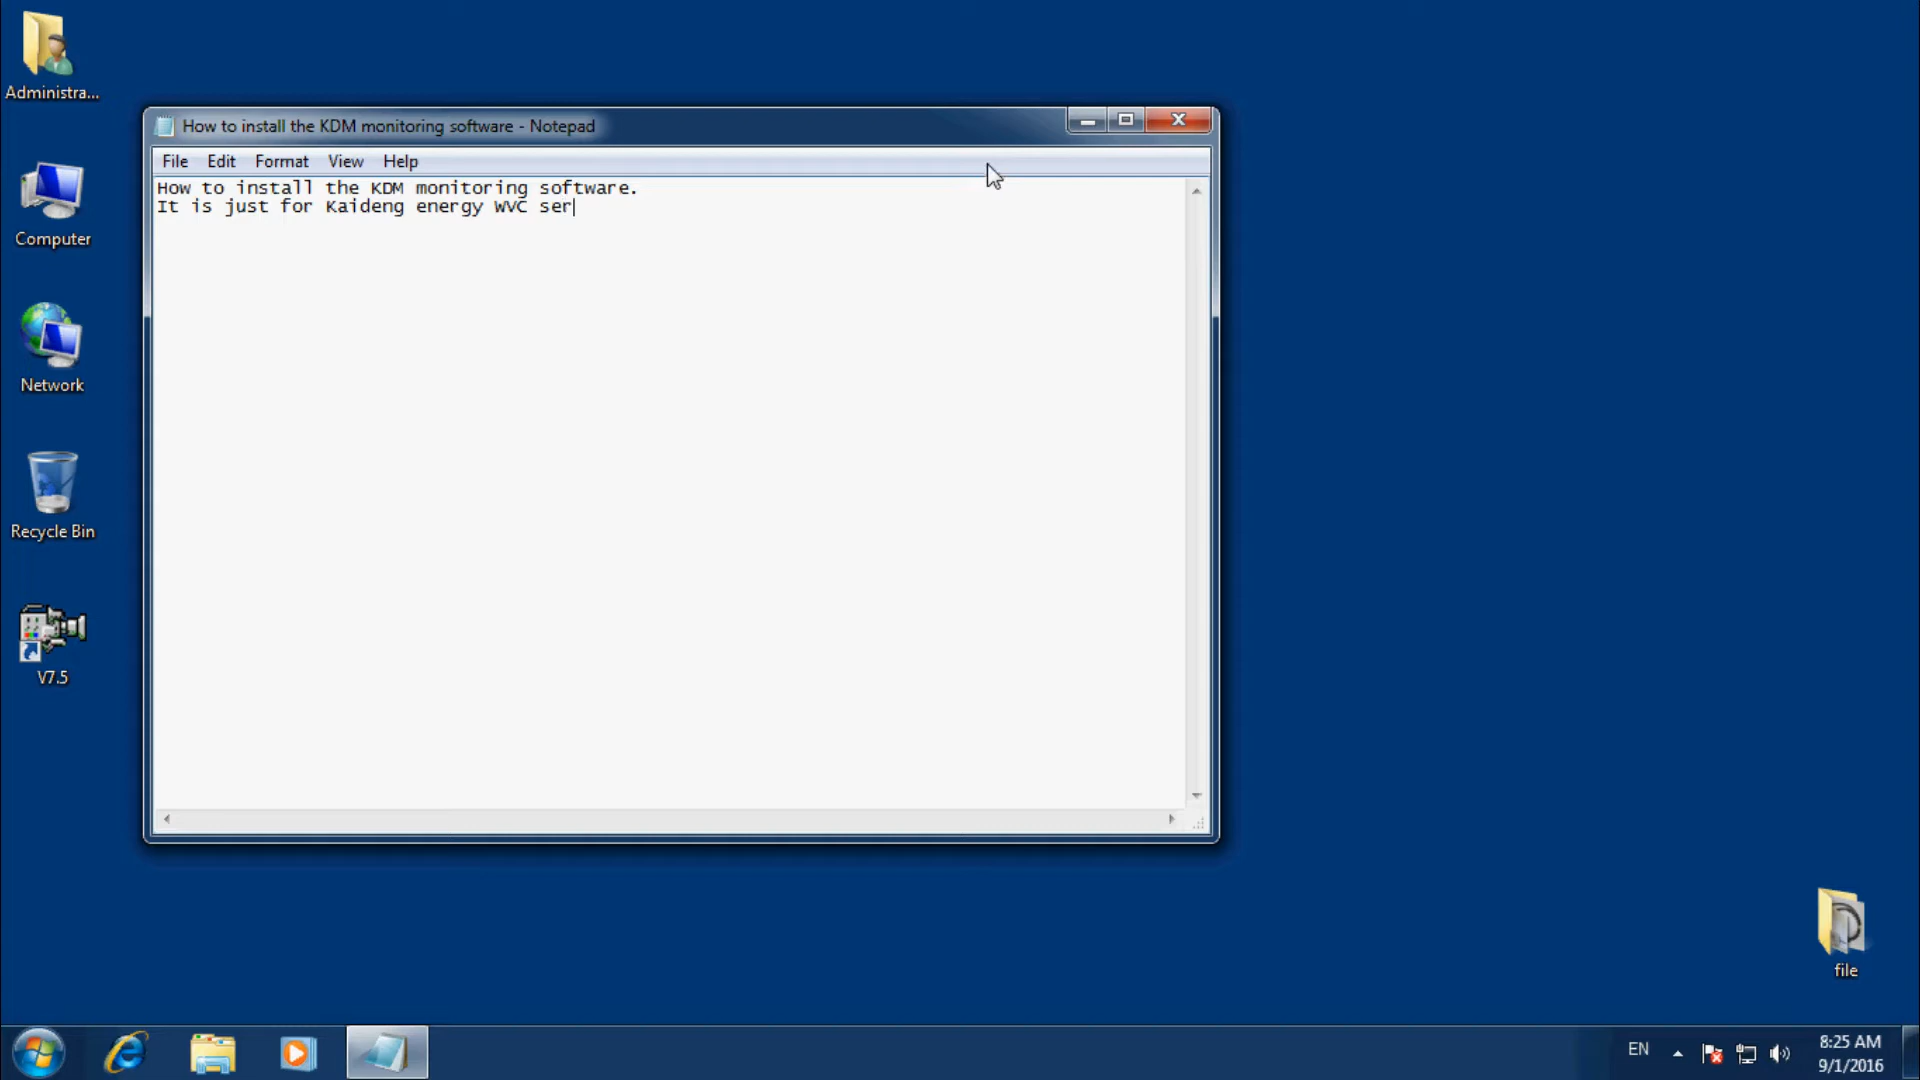 Administra...
How to install the KDM monitoring software - Notepad
File Edit Format View Help
How to install the KDM monitoring software.
It is just for Kaideng energy WVC ser
Computer
Network
Recycle Bin
V7.5
file
EN
8:25 AM
9/1/2016